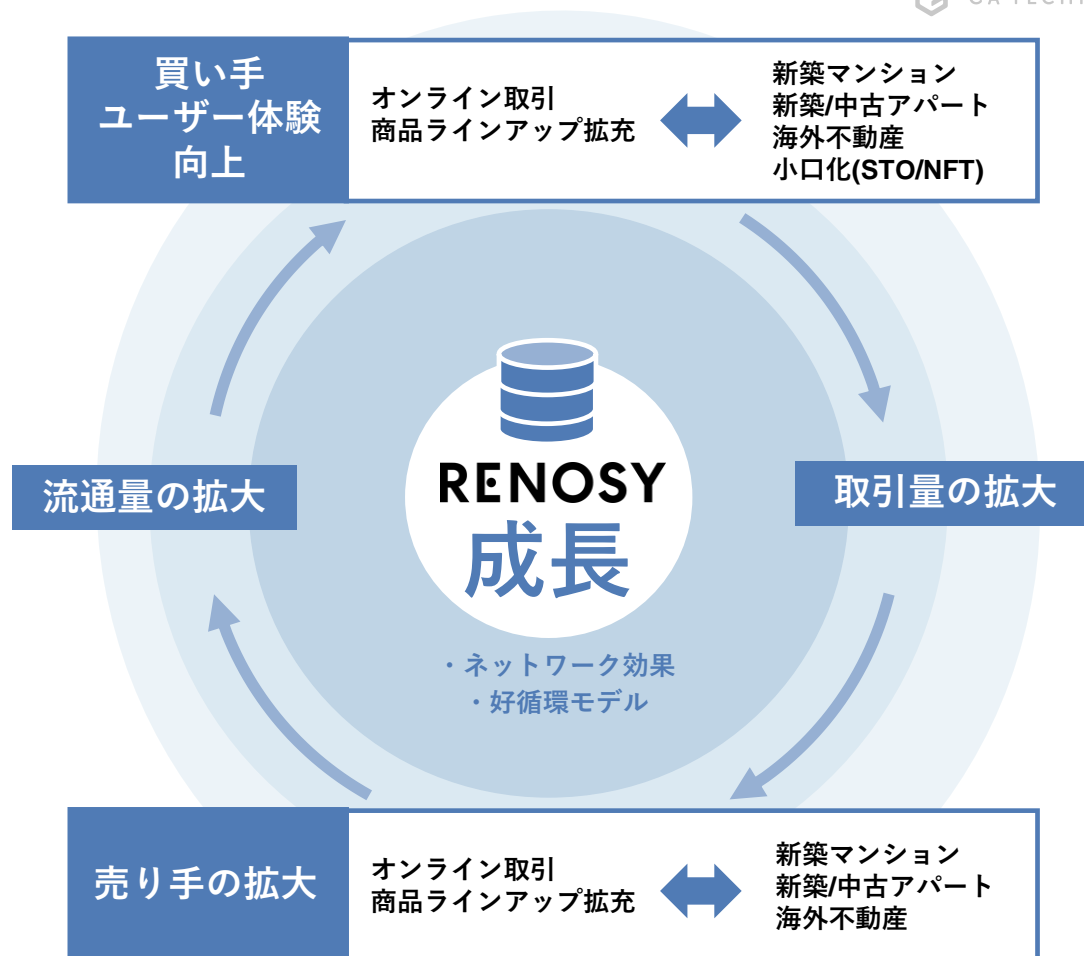 買い手
ユーザー体験
向上
オンライン取引
商品ラインアップ拡充
新築マンション
新築/中古アパート
海外不動産
小口化(STO/NFT)
流通量の拡大
RENOSY
成長
取引量の拡大
・ネットワーク効果
・好循環モデル
売り手の拡大
オンライン取引
商品ラインアップ拡充
新築マンション
新築/中古アパート
海外不動産